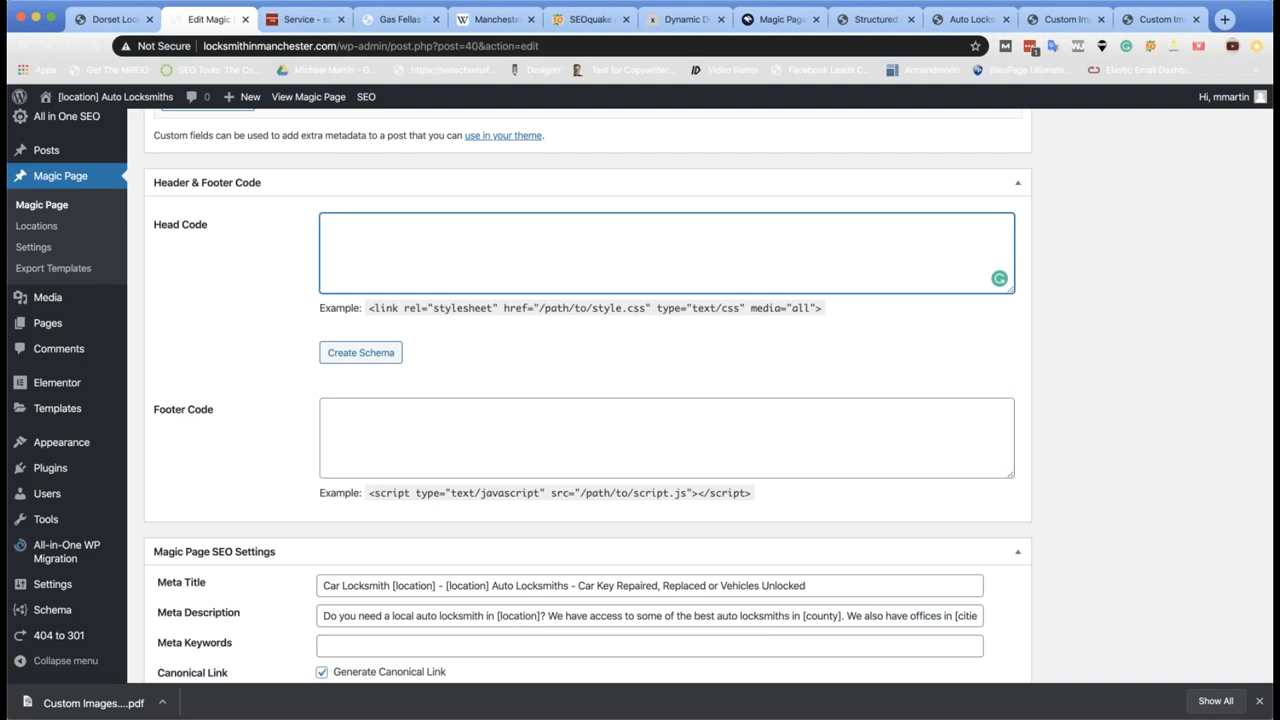 Dorset Lock
Edit Magic
Service - sc
Gas Fellas
Manchester
SEOquake
Dynamic D
Magic Page
Structured
Auto Locks
Custom Im
Custom Im
Not Secure locksmithinmanchester.com/wp-admin/post.php?post=40&action=edit
Apps
Girl The MREID
SEO Tools: The Co...
Michael Martin - G...
https://seoschemaf...
Designrr
Test for Copywriter...
Video Remix
Facebook Leads C...
Armandmorin
BleuPage Ultimate...
Elastic Email Dashb...
[location] Auto Locksmiths 0 New View Magic Page SEO Hi, mmartin
All in One SEO
Posts
Magic Page
Magic Page
Locations
Settings
Export Templates
Media
Pages
Comments
Elementor
Templates
Appearance
Plugins
Users
Tools
All-in-One WP
Migration
Settings
Schema
404 to 301
Collapse menu
Custom fields can be used to add extra metadata to a post that you can use in your theme.
Header & Footer Code
Head Code
Example: <link rel="stylesheet" href="/path/to/style.css" type="text/css" media="all">
Create Schema
Footer Code
Example: <script type="text/javascript" src="/path/to/script.js"></script>
Magic Page SEO Settings
Meta Title
Car Locksmith [location] - [location] Auto Locksmiths - Car Key Repaired, Replaced or Vehicles Unlocked
Meta Description
Do you need a local auto locksmith in [location]? We have access to some of the best auto locksmiths in [county]. We also have offices in [citie
Meta Keywords
Canonical Link
Generate Canonical Link
Custom Images....pdf
Show All